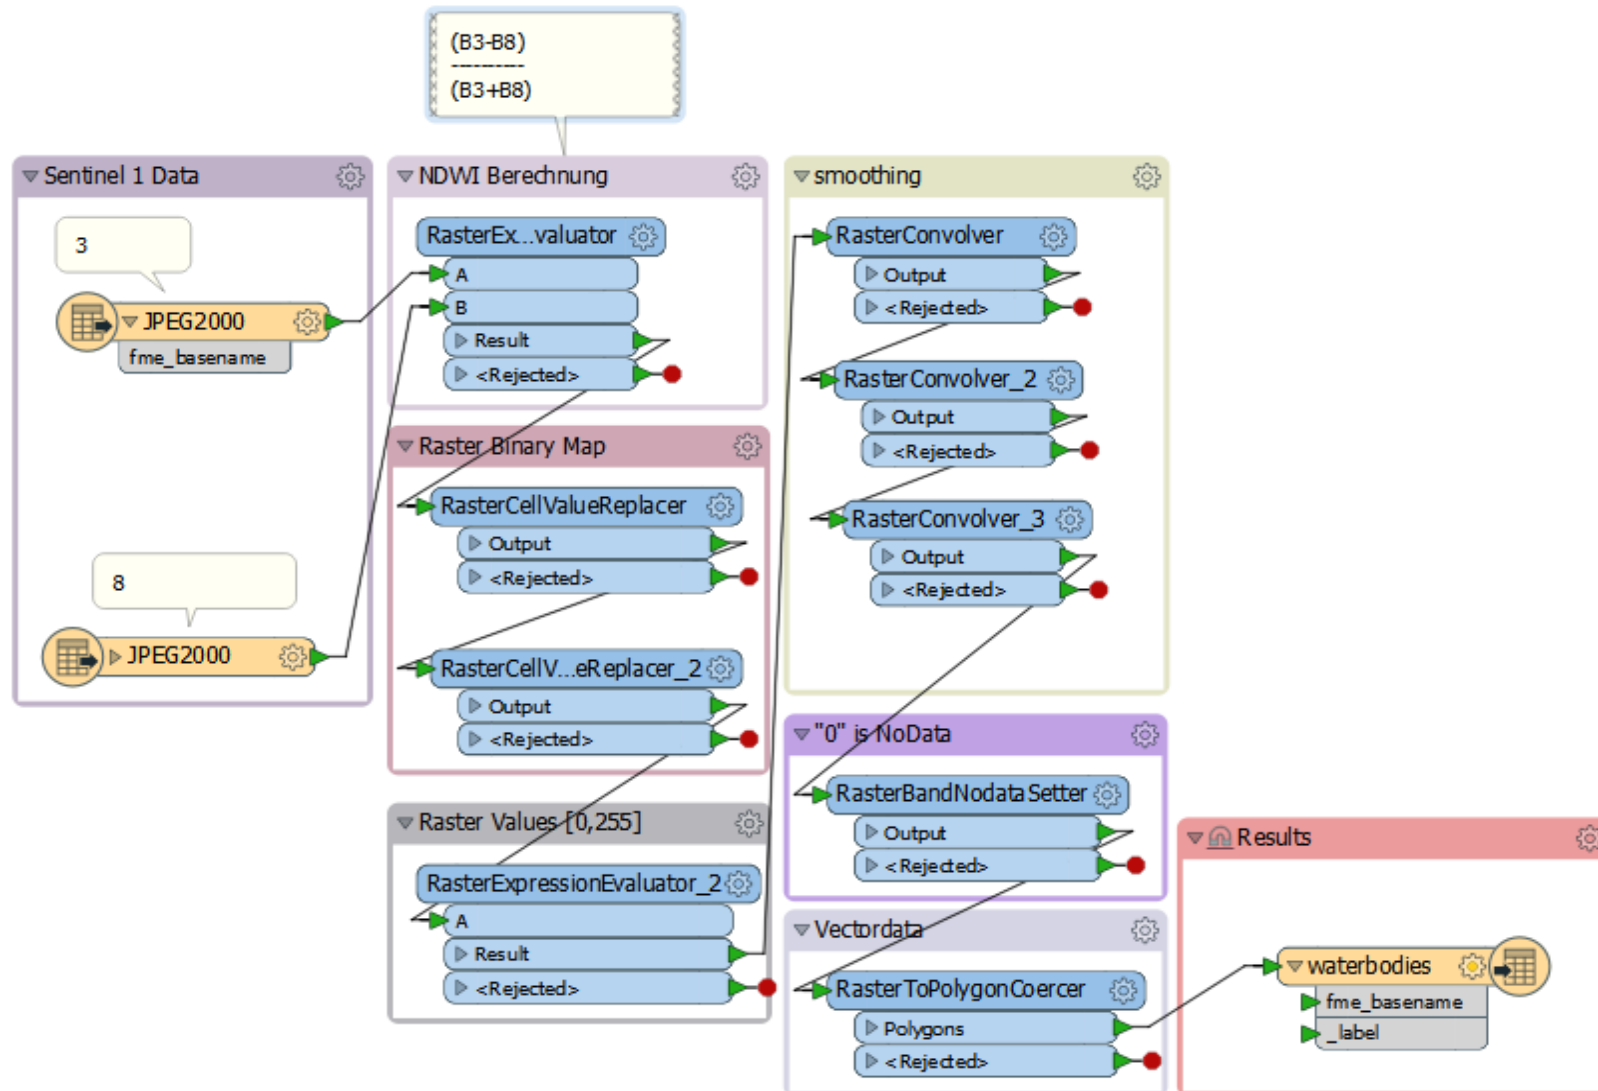 (B3-B8)
----------
(B3+B8)
Sentinel 1 Data
3
JPEG2000
fme_basename
8
JPEG2000
NDWI Berechnung
RasterEx...valuator
A
B
Result
<Rejected>
Raster Binary Map
RasterCellValueReplacer
Output
<Rejected>
RasterCellV...eReplacer_2
Output
<Rejected>
Raster Values [0,255]
RasterExpressionEvaluator_2
A
Result
<Rejected>
smoothing
RasterConvolver
Output
<Rejected>
RasterConvolver_2
Output
<Rejected>
RasterConvolver_3
Output
<Rejected>
"0" is NoData
RasterBandNodataSetter
Output
<Rejected>
Vectordata
RasterToPolygonCoercer
Polygons
<Rejected>
Results
waterbodies
fme_basename
_label